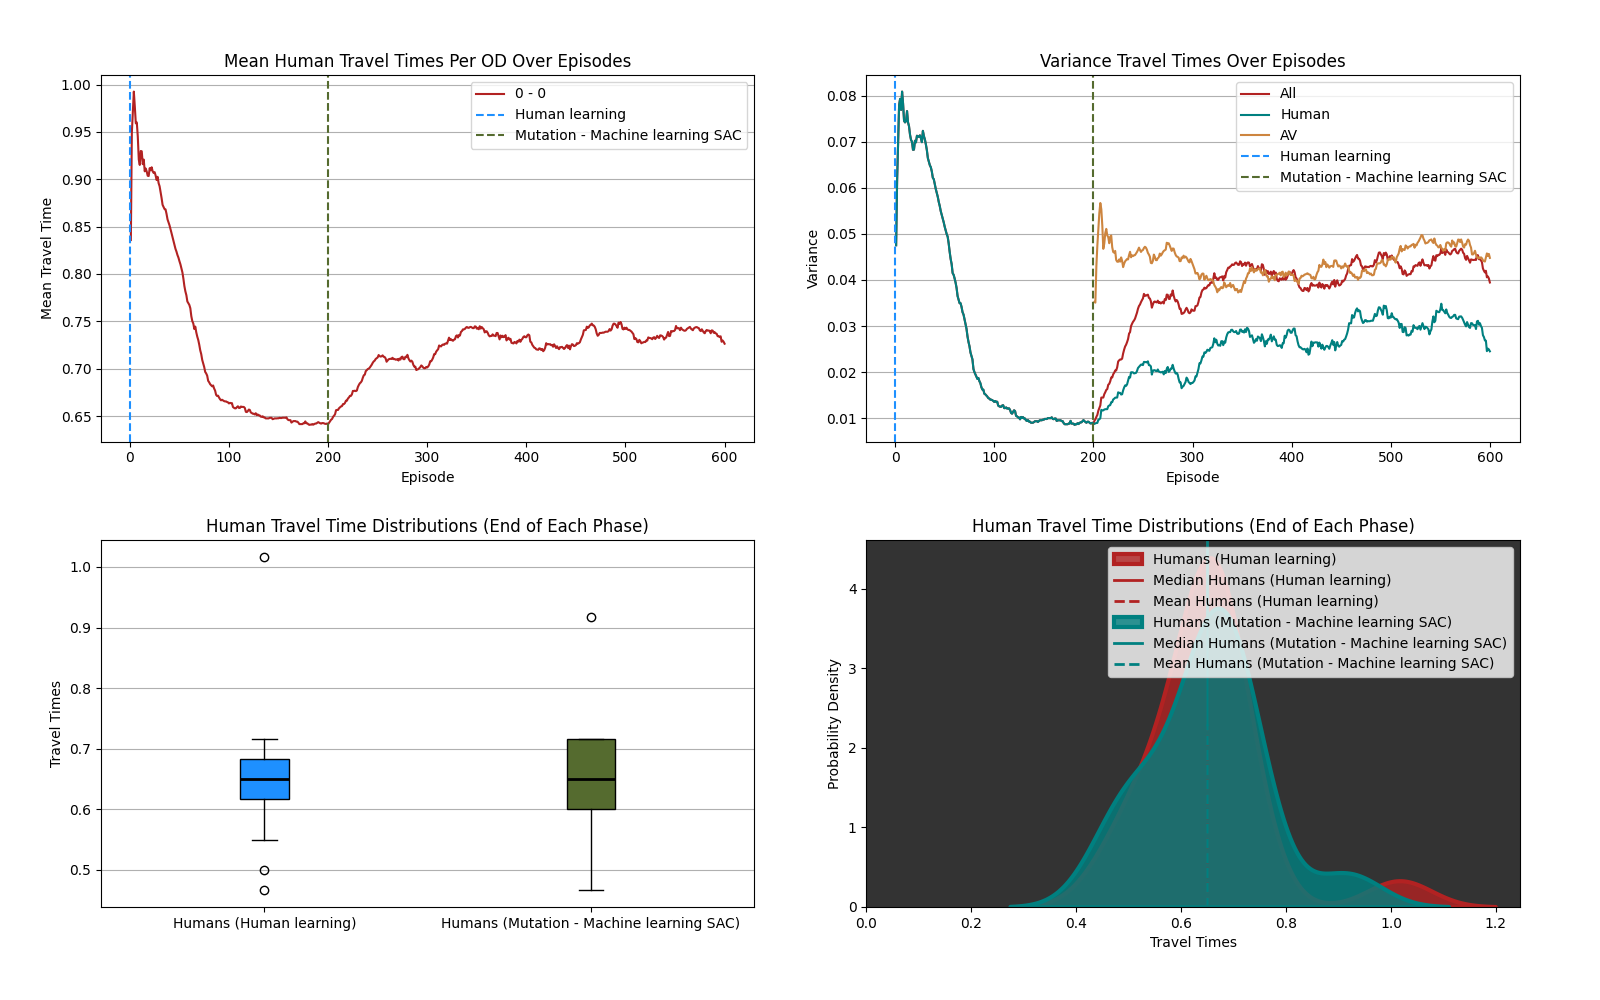 Mean Human Travel Times Per OD Over Episodes
Mean Travel Time
1.00
0.95
0.90
0.85
0.80
0.75
0.70
0.65
0 - 0
Human learning
Mutation - Machine learning SAC
0 100 200 300 400 500 600
Episode
Variance Travel Times Over Episodes
Variance
0.08
0.07
0.06
0.05
0.04
0.03
0.02
0.01
All
Human
AV
Human learning
Mutation - Machine learning SAC
0 100 200 300 400 500 600
Episode
Human Travel Time Distributions (End of Each Phase)
Travel Times
1.0
0.9
0.8
0.7
0.6
0.5
Humans (Human learning) Humans (Mutation - Machine learning SAC)
Human Travel Time Distributions (End of Each Phase)
Probability Density
4
3
2
1
0
Humans (Human learning)
Median Humans (Human learning)
Mean Humans (Human learning)
Humans (Mutation - Machine learning SAC)
Median Humans (Mutation - Machine learning SAC)
Mean Humans (Mutation - Machine learning SAC)
0.0 0.2 0.4 0.6 0.8 1.0 1.2
Travel Times